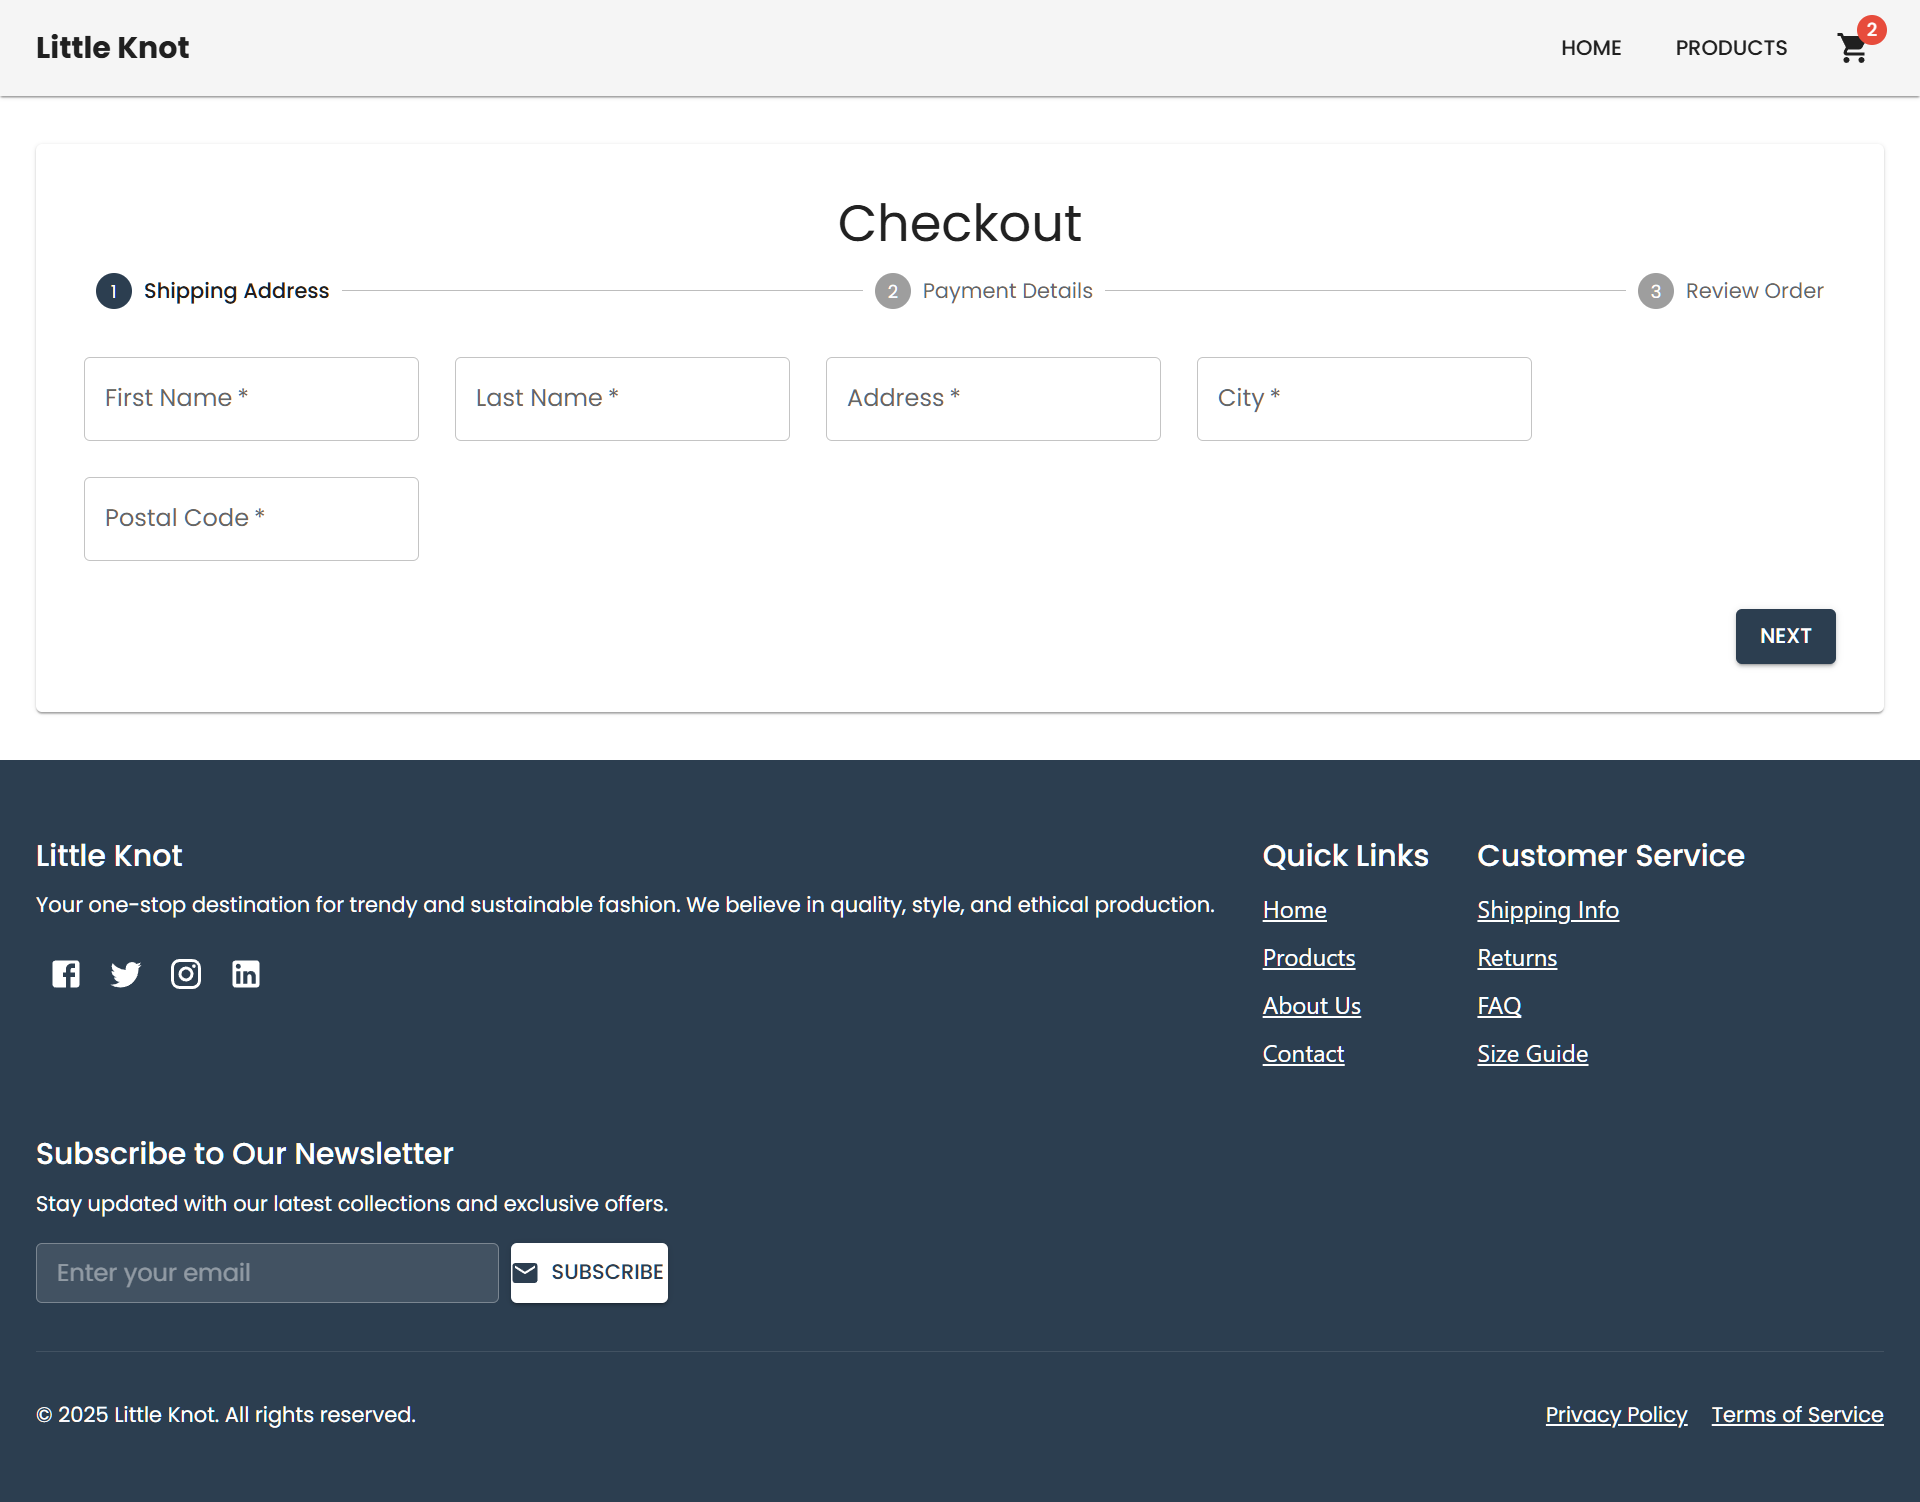 Little Knot
HOME
PRODUCTS
2
Checkout
1
Shipping Address
2
Payment Details
3
Review Order
First Name *
Last Name *
Address *
City *
Postal Code *
NEXT
Little Knot
Your one-stop destination for trendy and sustainable fashion. We believe in quality, style, and ethical production.
Quick Links
Home
Products
About Us
Contact
Customer Service
Shipping Info
Returns
FAQ
Size Guide
Subscribe to Our Newsletter
Stay updated with our latest collections and exclusive offers.
Enter your email
SUBSCRIBE
© 2025 Little Knot. All rights reserved.
Privacy Policy
Terms of Service